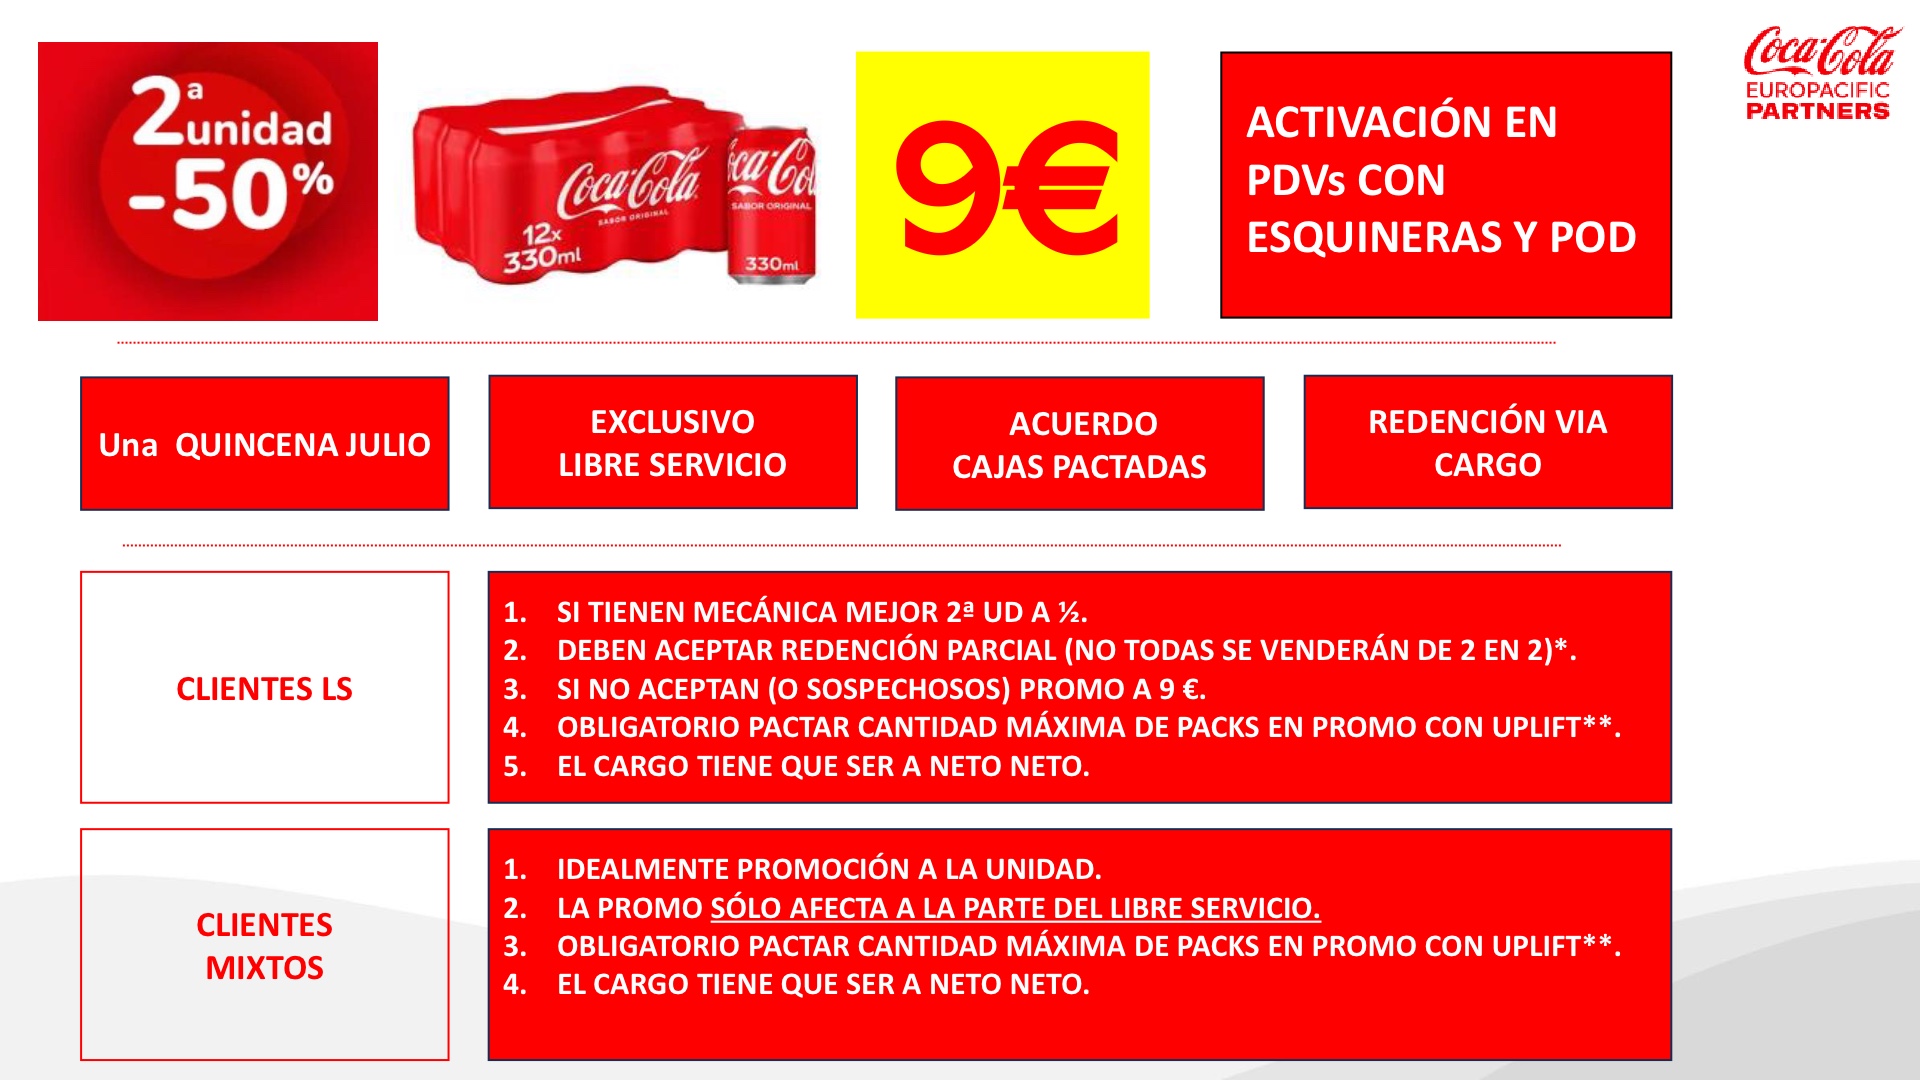 2ª unidad
-50%
Coca-Cola
SABOR ORIGINAL
12x
330ml
Coca-Col
SABOR ORIGINAL
330ml
9€
ACTIVACIÓN EN
PDVs CON
ESQUINERAS Y POD
Coca-Cola
EUROPACIFIC
PARTNERS
Una QUINCENA JULIO
EXCLUSIVO
LIBRE SERVICIO
ACUERDO
CAJAS PACTADAS
REDENCIÓN VIA
CARGO
CLIENTES LS
1. SI TIENEN MECÁNICA MEJOR 2ª UD A ½.
2. DEBEN ACEPTAR REDENCIÓN PARCIAL (NO TODAS SE VENDERÁN DE 2 EN 2)*.
3. SI NO ACEPTAN (O SOSPECHOSOS) PROMO A 9 €.
4. OBLIGATORIO PACTAR CANTIDAD MÁXIMA DE PACKS EN PROMO CON UPLIFT**.
5. EL CARGO TIENE QUE SER A NETO NETO.
CLIENTES
MIXTOS
1. IDEALMENTE PROMOCIÓN A LA UNIDAD.
2. LA PROMO SÓLO AFECTA A LA PARTE DEL LIBRE SERVICIO.
3. OBLIGATORIO PACTAR CANTIDAD MÁXIMA DE PACKS EN PROMO CON UPLIFT**.
4. EL CARGO TIENE QUE SER A NETO NETO.